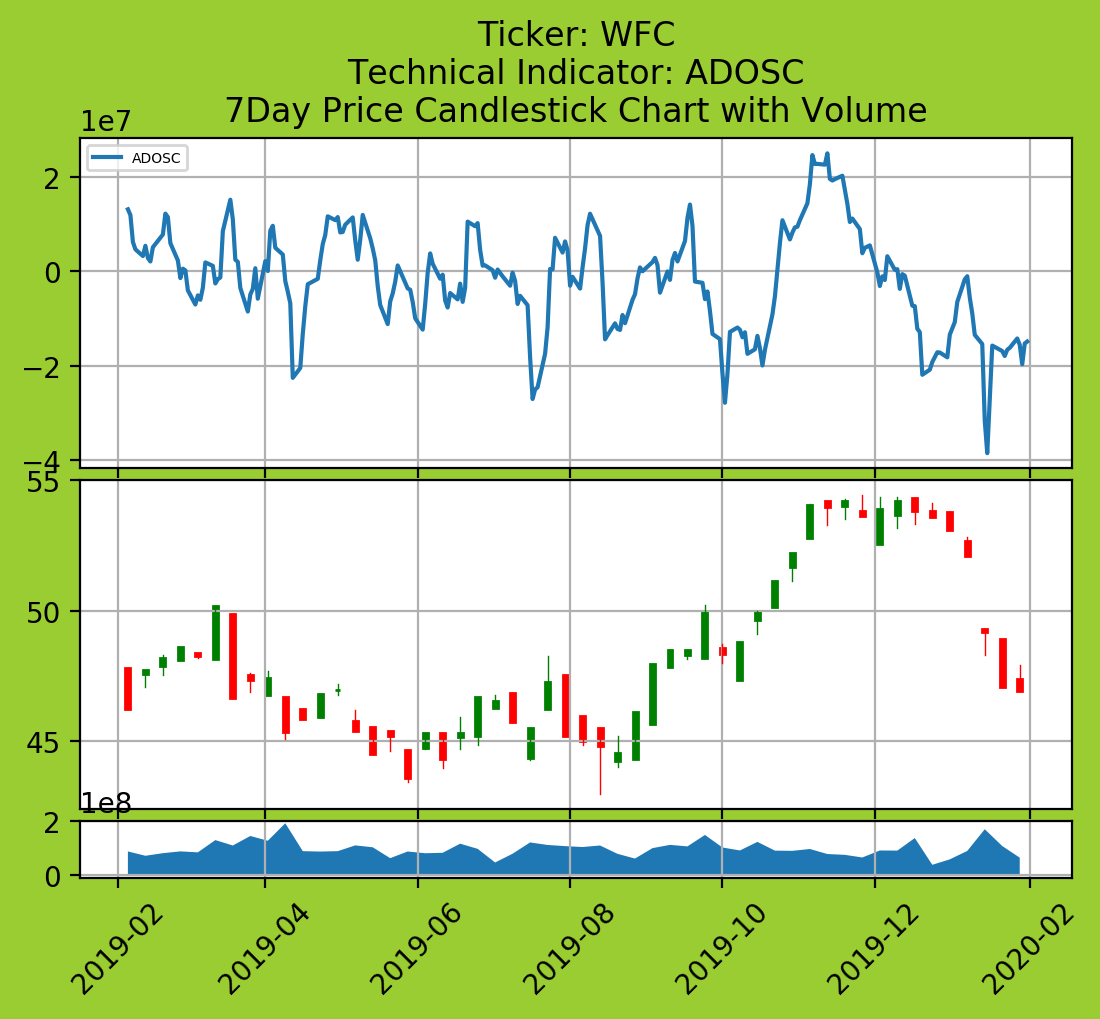 Ticker: WFC
Technical Indicator: ADOSC
7Day Price Candlestick Chart with Volume
1e7
ADOSC
2
0
−2
−4
55
50
45
1e8
2
0
2019-02
2019-04
2019-06
2019-08
2019-10
2019-12
2020-02